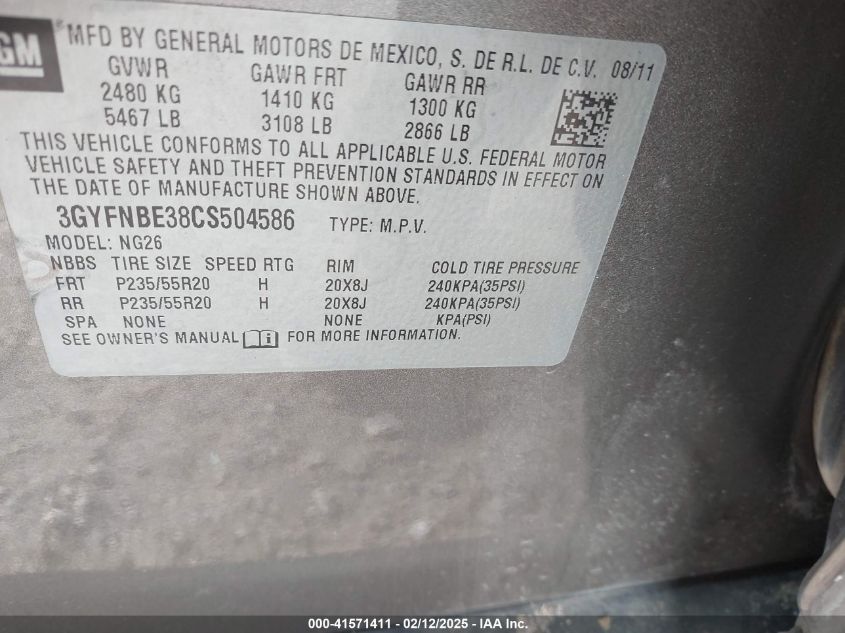 GM
MFD BY GENERAL MOTORS DE MEXICO, S. DE R.L. DE C.V. 08/11
GVWR GAWR FRT GAWR RR
2480 KG 1410 KG 1300 KG
5467 LB 3108 LB 2866 LB
THIS VEHICLE CONFORMS TO ALL APPLICABLE U.S. FEDERAL MOTOR
VEHICLE SAFETY AND THEFT PREVENTION STANDARDS IN EFFECT ON
THE DATE OF MANUFACTURE SHOWN ABOVE.
3GYFNBE38CS504586 TYPE: M.P.V.
MODEL: NG26
NBBS TIRE SIZE SPEED RTG RIM COLD TIRE PRESSURE
FRT P235/55R20 H 20X8J 240KPA(35PSI)
RR P235/55R20 H 20X8J 240KPA(35PSI)
SPA NONE NONE KPA(PSI)
SEE OWNER'S MANUAL FOR MORE INFORMATION.
000-41571411 - 02/12/2025 - IAAI.COM